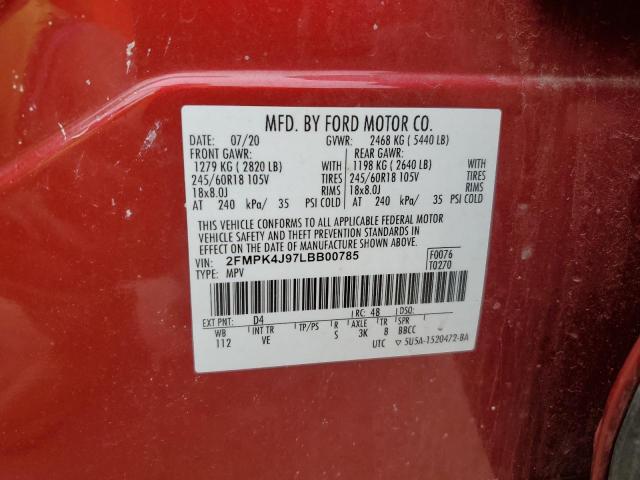 MFD. BY FORD MOTOR CO.
DATE: 07/20 GVWR: 2468 KG ( 5440 LB)
FRONT GAWR: REAR GAWR:
1279 KG ( 2820 LB) WITH 1198 KG ( 2640 LB) WITH
245/60R18 105V TIRES 245/60R18 105V TIRES
18x8.0J RIMS 18x8.0J RIMS
AT 240 kPa/ 35 PSI COLD AT 240 kPa/ 35 PSI COLD
THIS VEHICLE CONFORMS TO ALL APPLICABLE FEDERAL MOTOR
VEHICLE SAFETY AND THEFT PREVENTION STANDARDS IN
EFFECT ON THE DATE OF MANUFACTURE SHOWN ABOVE.
VIN: 2FMPK4J97LBB00785 F0076
TYPE: MPV T0270
EXT PNT: D4 RC: 48 DSO:
WB INT TR TP/PS R AXLE TR SPR
112 VE 3K 8 BBCC
UTC ▽ 5U5A-1520472-BA